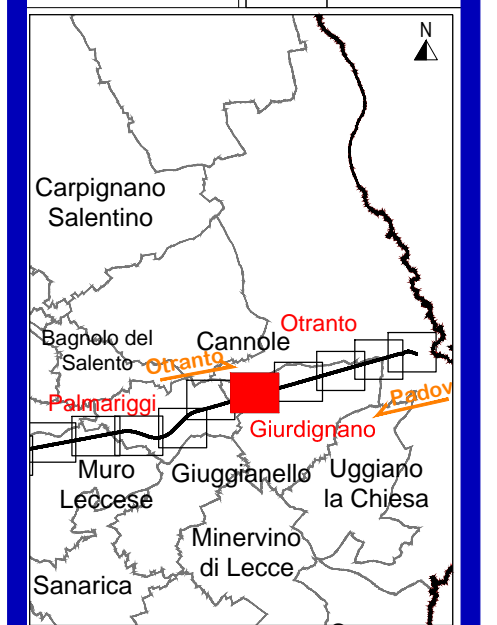 N
Carpignano
Salentino
Otranto
Cannole
Bagnolo del
Salento
Otranto
Padov
Palmariggi
Giurdignano
Muro
Leccese
Giuggianello
Uggiano
la Chiesa
Minervino
di Lecce
Sanarica